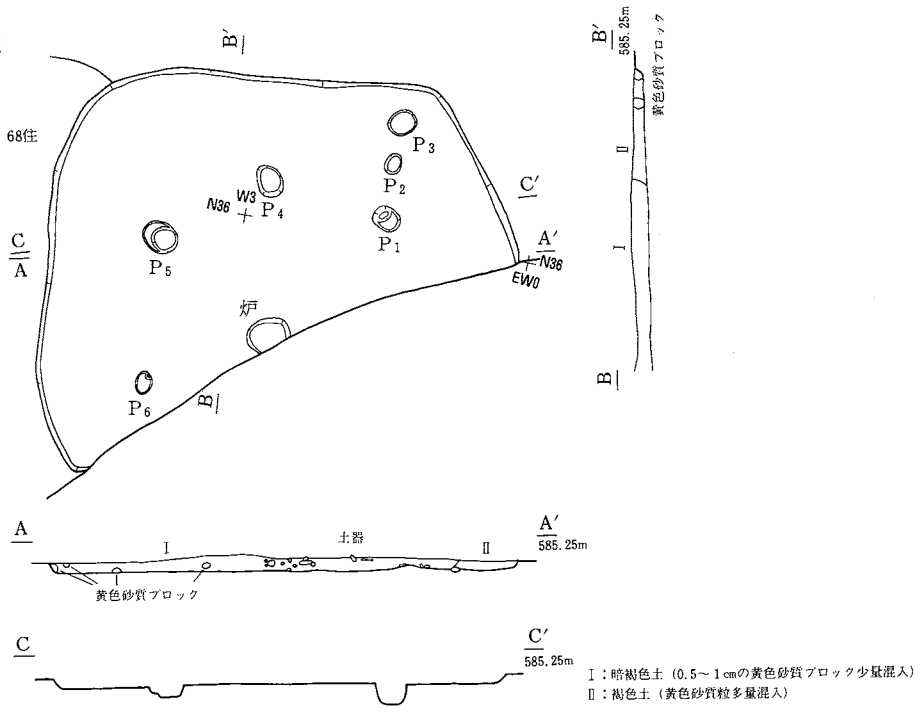 B′
B′
585.25m
黄色砂質ブロック
68住
P3
P2
W3
N36
P4
C′
P1
C
A
P5
A′
N36
EW0
炉
Ⅱ
Ⅰ
P6
B
B
A
Ⅰ
土器
Ⅱ
A′
585.25m
黄色砂質ブロック
C
C′
585.25m
Ⅰ：暗褐色土 (0.5～1cmの黄色砂質ブロック少量混入)
Ⅱ：褐色土 (黄色砂質粒多量混入)